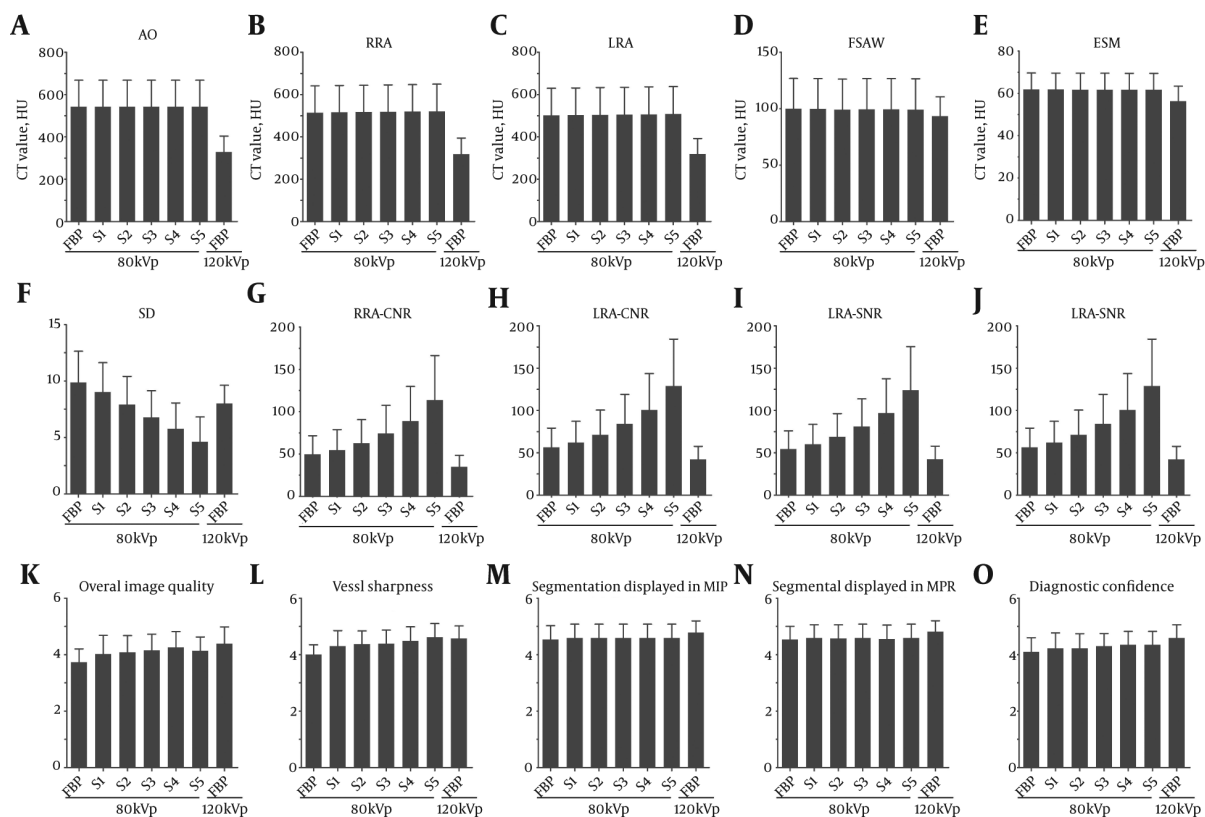 A
AO
CT value, HU
800
600
400
200
0
FBP S1 S2 S3 S4 S5 FBP
80kVp 120kVp
B
RRA
CT value, HU
800
600
400
200
0
FBP S1 S2 S3 S4 S5 FBP
80kVp 120kVp
C
LRA
CT value, HU
800
600
400
200
0
FBP S1 S2 S3 S4 S5 FBP
80kVp 120kVp
D
FSAW
CT value, HU
150
100
50
0
FBP S1 S2 S3 S4 S5 FBP
80kVp 120kVp
E
ESM
CT value, HU
80
60
40
20
0
FBP S1 S2 S3 S4 S5 FBP
80kVp 120kVp
F
SD
15
10
5
0
FBP S1 S2 S3 S4 S5 FBP
80kVp 120kVp
G
RRA-CNR
200
150
100
50
0
FBP S1 S2 S3 S4 S5 FBP
80kVp 120kVp
H
LRA-CNR
200
150
100
50
0
FBP S1 S2 S3 S4 S5 FBP
80kVp 120kVp
I
LRA-SNR
200
150
100
50
0
FBP S1 S2 S3 S4 S5 FBP
80kVp 120kVp
J
LRA-SNR
200
150
100
50
0
FBP S1 S2 S3 S4 S5 FBP
80kVp 120kVp
K
Overal image quality
6
4
2
0
FBP S1 S2 S3 S4 S5 FBP
80kVp 120kVp
L
Vessl sharpness
6
4
2
0
FBP S1 S2 S3 S4 S5 FBP
80kVp 120kVp
M
Segmentation displayed in MIP
6
4
2
0
FBP S1 S2 S3 S4 S5 FBP
80kVp 120kVp
N
Segmental displayed in MPR
6
4
2
0
FBP S1 S2 S3 S4 S5 FBP
80kVp 120kVp
O
Diagnostic confidence
6
4
2
0
FBP S1 S2 S3 S4 S5 FBP
80kVp 120kVp